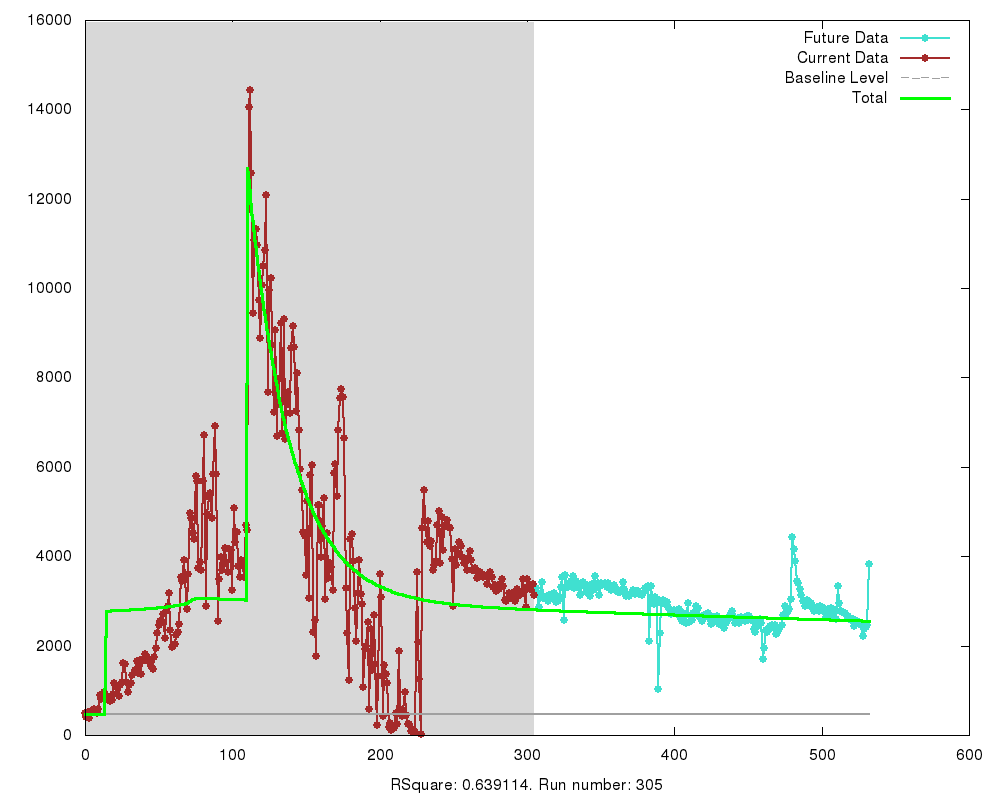 16000
14000
12000
10000
8000
6000
4000
2000
0
Future Data
Current Data
Baseline Level
Total
0 100 200 300 400 500 600
RSquare: 0.639114. Run number: 305